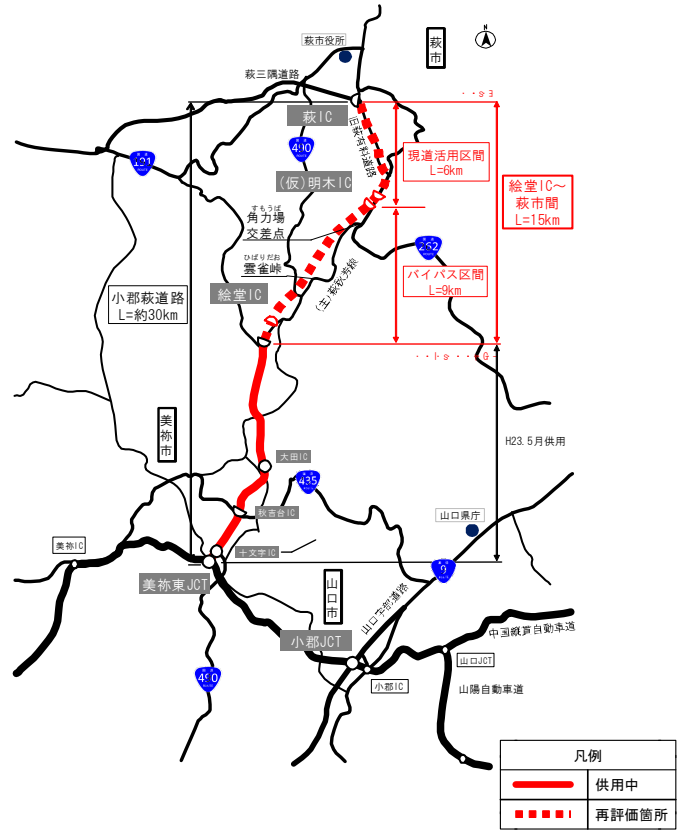 萩市役所
萩市
N
萩三隅道路
萩IC
旧萩有料道路
490
191
(仮)明木IC
現道活用区間
L=6km
絵堂IC～
萩市間
L=15km
すもうば
角力場
交差点
ひばりだお
雲雀峠
262
バイパス区間
L=9km
(主)萩秋芳線
絵堂IC
小郡萩道路
L=約30km
H23.5月供用
美祢市
大田IC
435
秋吉台IC
山口県庁
美祢IC
十文字IC
9
美祢東JCT
山口市
山口宇部道路
小郡JCT
中国縦貫自動車道
山口JCT
490
小郡IC
山陽自動車道
凡例
供用中
再評価箇所